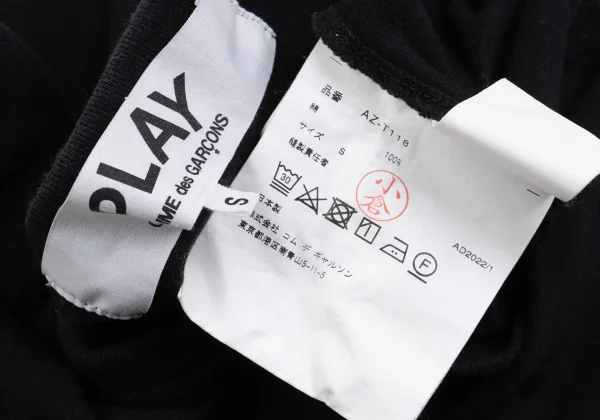 PLAY
COMME des GARÇONS
S
品番 AZ-T118
綿 100%
サイズ S
縫製責任者
小倉
30
F
日本製
株式会社 コム デ ギャルソン
東京都港区南青山5-11-5
AD2022/1